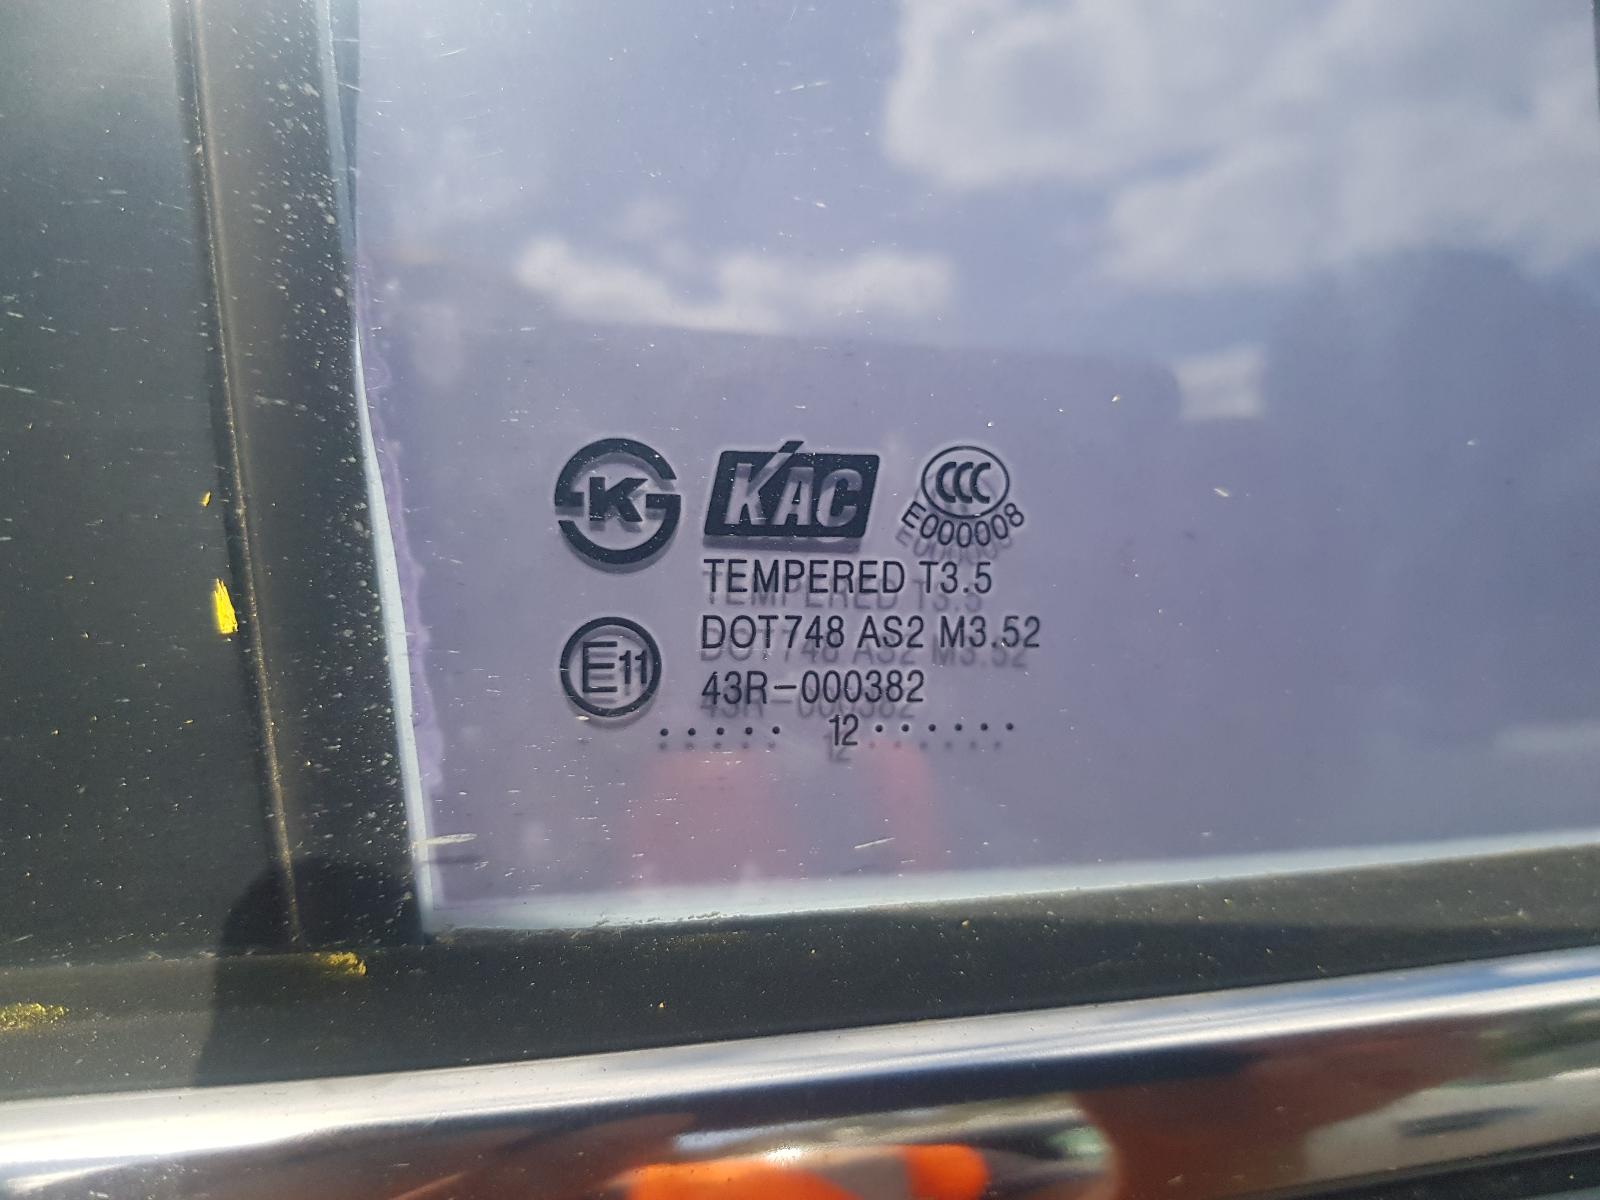 K
KAC
CCC
E000008
TEMPERED T3.5
E11
DOT748 AS2 M3.52
43R-000382
..... 12 .......